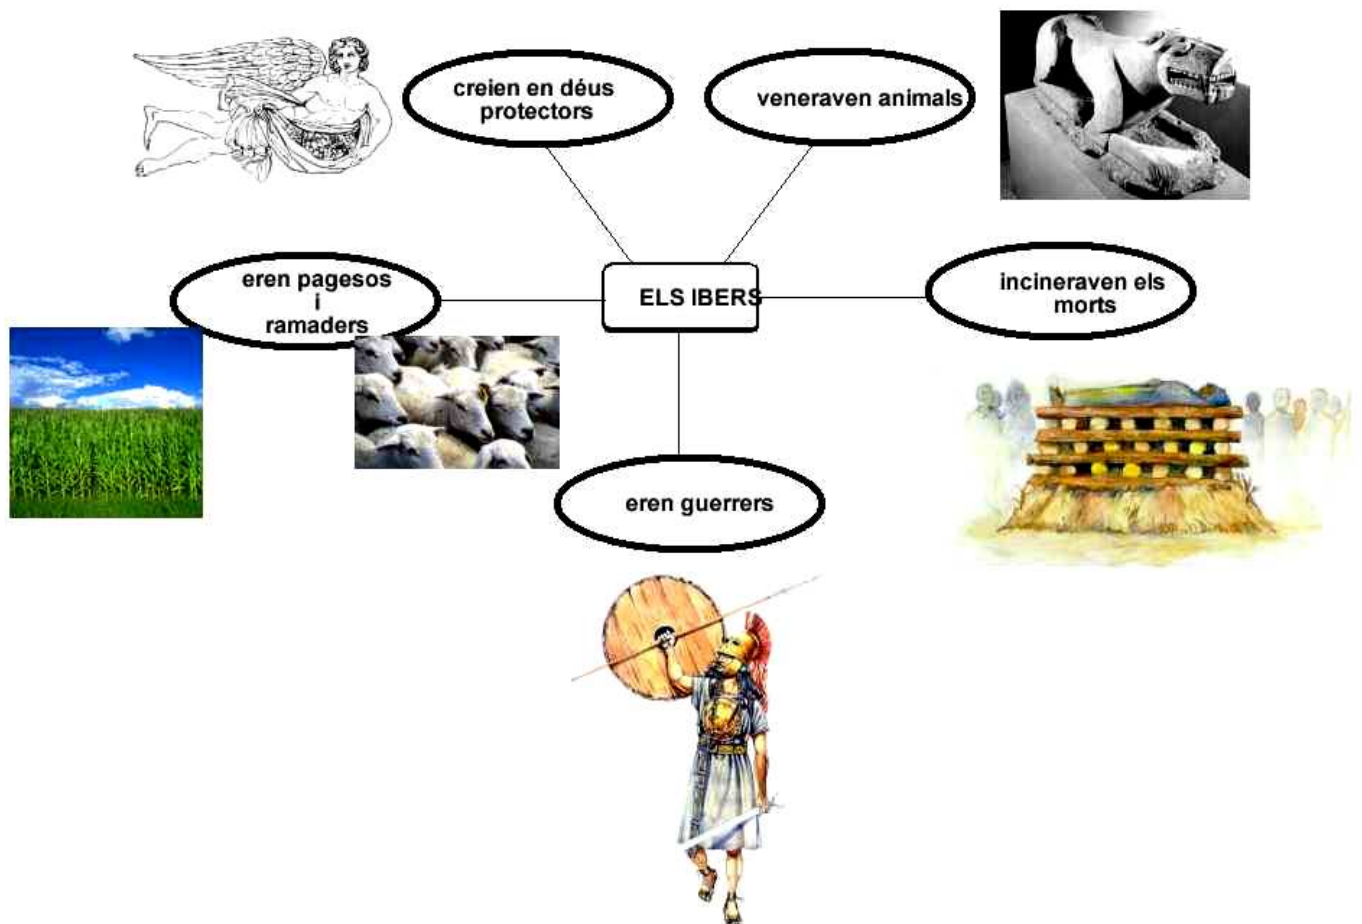 creien en déus
protectors
veneraven animals
eren pagesos
i
ramaders
ELS IBERS
incineraven els
morts
eren guerrers